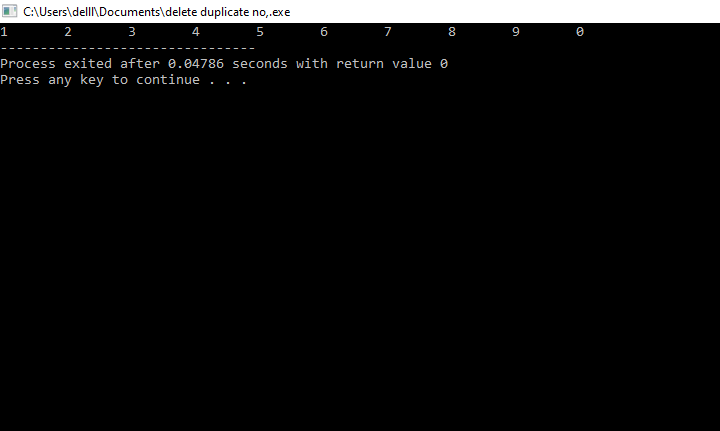 C:\Users\delll\Documents\delete duplicate no,.exe
1 2 3 4 5 6 7 8 9 0
--------------------------------
Process exited after 0.04786 seconds with return value 0
Press any key to continue . . .